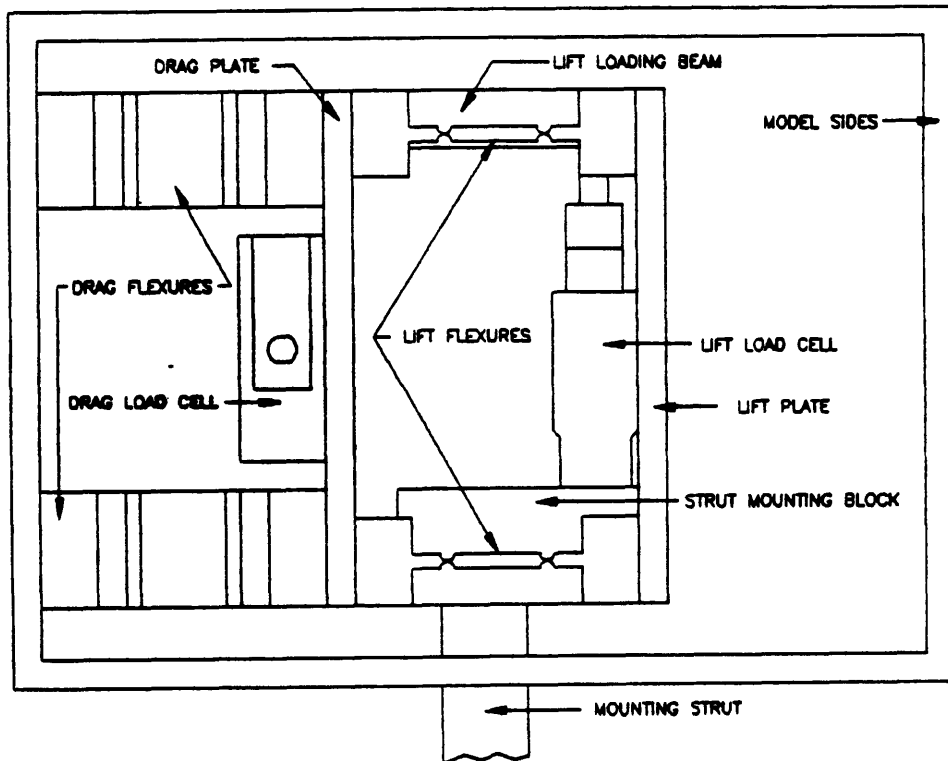 DRAG PLATE
LIFT LOADING BEAM
MODEL SIDES
DRAG FLEXURES
LIFT FLEXURES
LIFT LOAD CELL
DRAG LOAD CELL
LIFT PLATE
STRUT MOUNTING BLOCK
MOUNTING STRUT